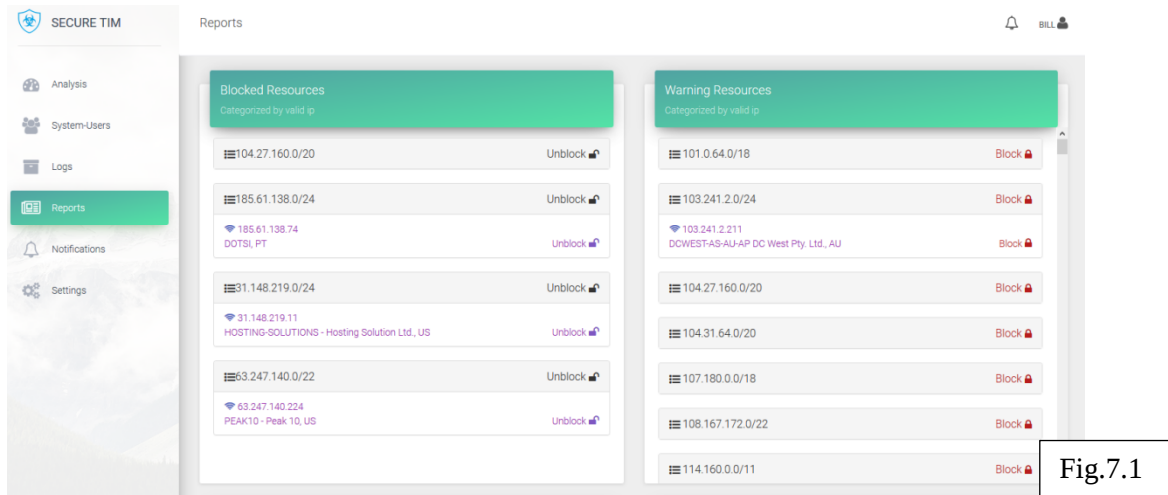 SECURE TIM
Reports
BILL
Analysis
System-Users
Logs
Reports
Notifications
Settings
Blocked Resources
Categorized by valid ip
104.27.160.0/20 Unblock
185.61.138.0/24 Unblock
185.61.138.74
DOTSI, PT Unblock
31.148.219.0/24 Unblock
31.148.219.11
HOSTING-SOLUTIONS - Hosting Solution Ltd., US Unblock
63.247.140.0/22 Unblock
63.247.140.224
PEAK10 - Peak 10, US Unblock
Warning Resources
Categorized by valid ip
101.0.64.0/18 Block
103.241.2.0/24 Block
103.241.2.211
DCWEST-AS-AU-AP DC West Pty. Ltd., AU Block
104.27.160.0/20 Block
104.31.64.0/20 Block
107.180.0.0/18 Block
108.167.172.0/22 Block
114.160.0.0/11 Block
Fig.7.1